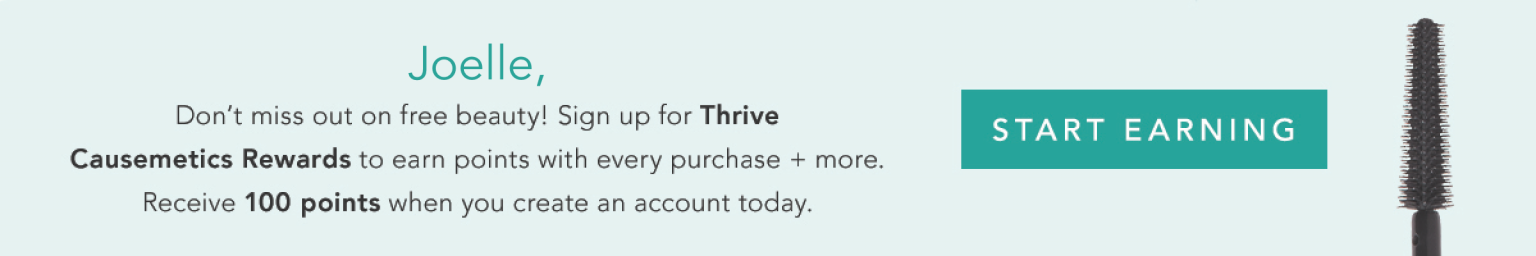 Joelle,
Don’t miss out on free beauty! Sign up for Thrive
Causemetics Rewards to earn points with every purchase + more.
Receive 100 points when you create an account today.
START EARNING